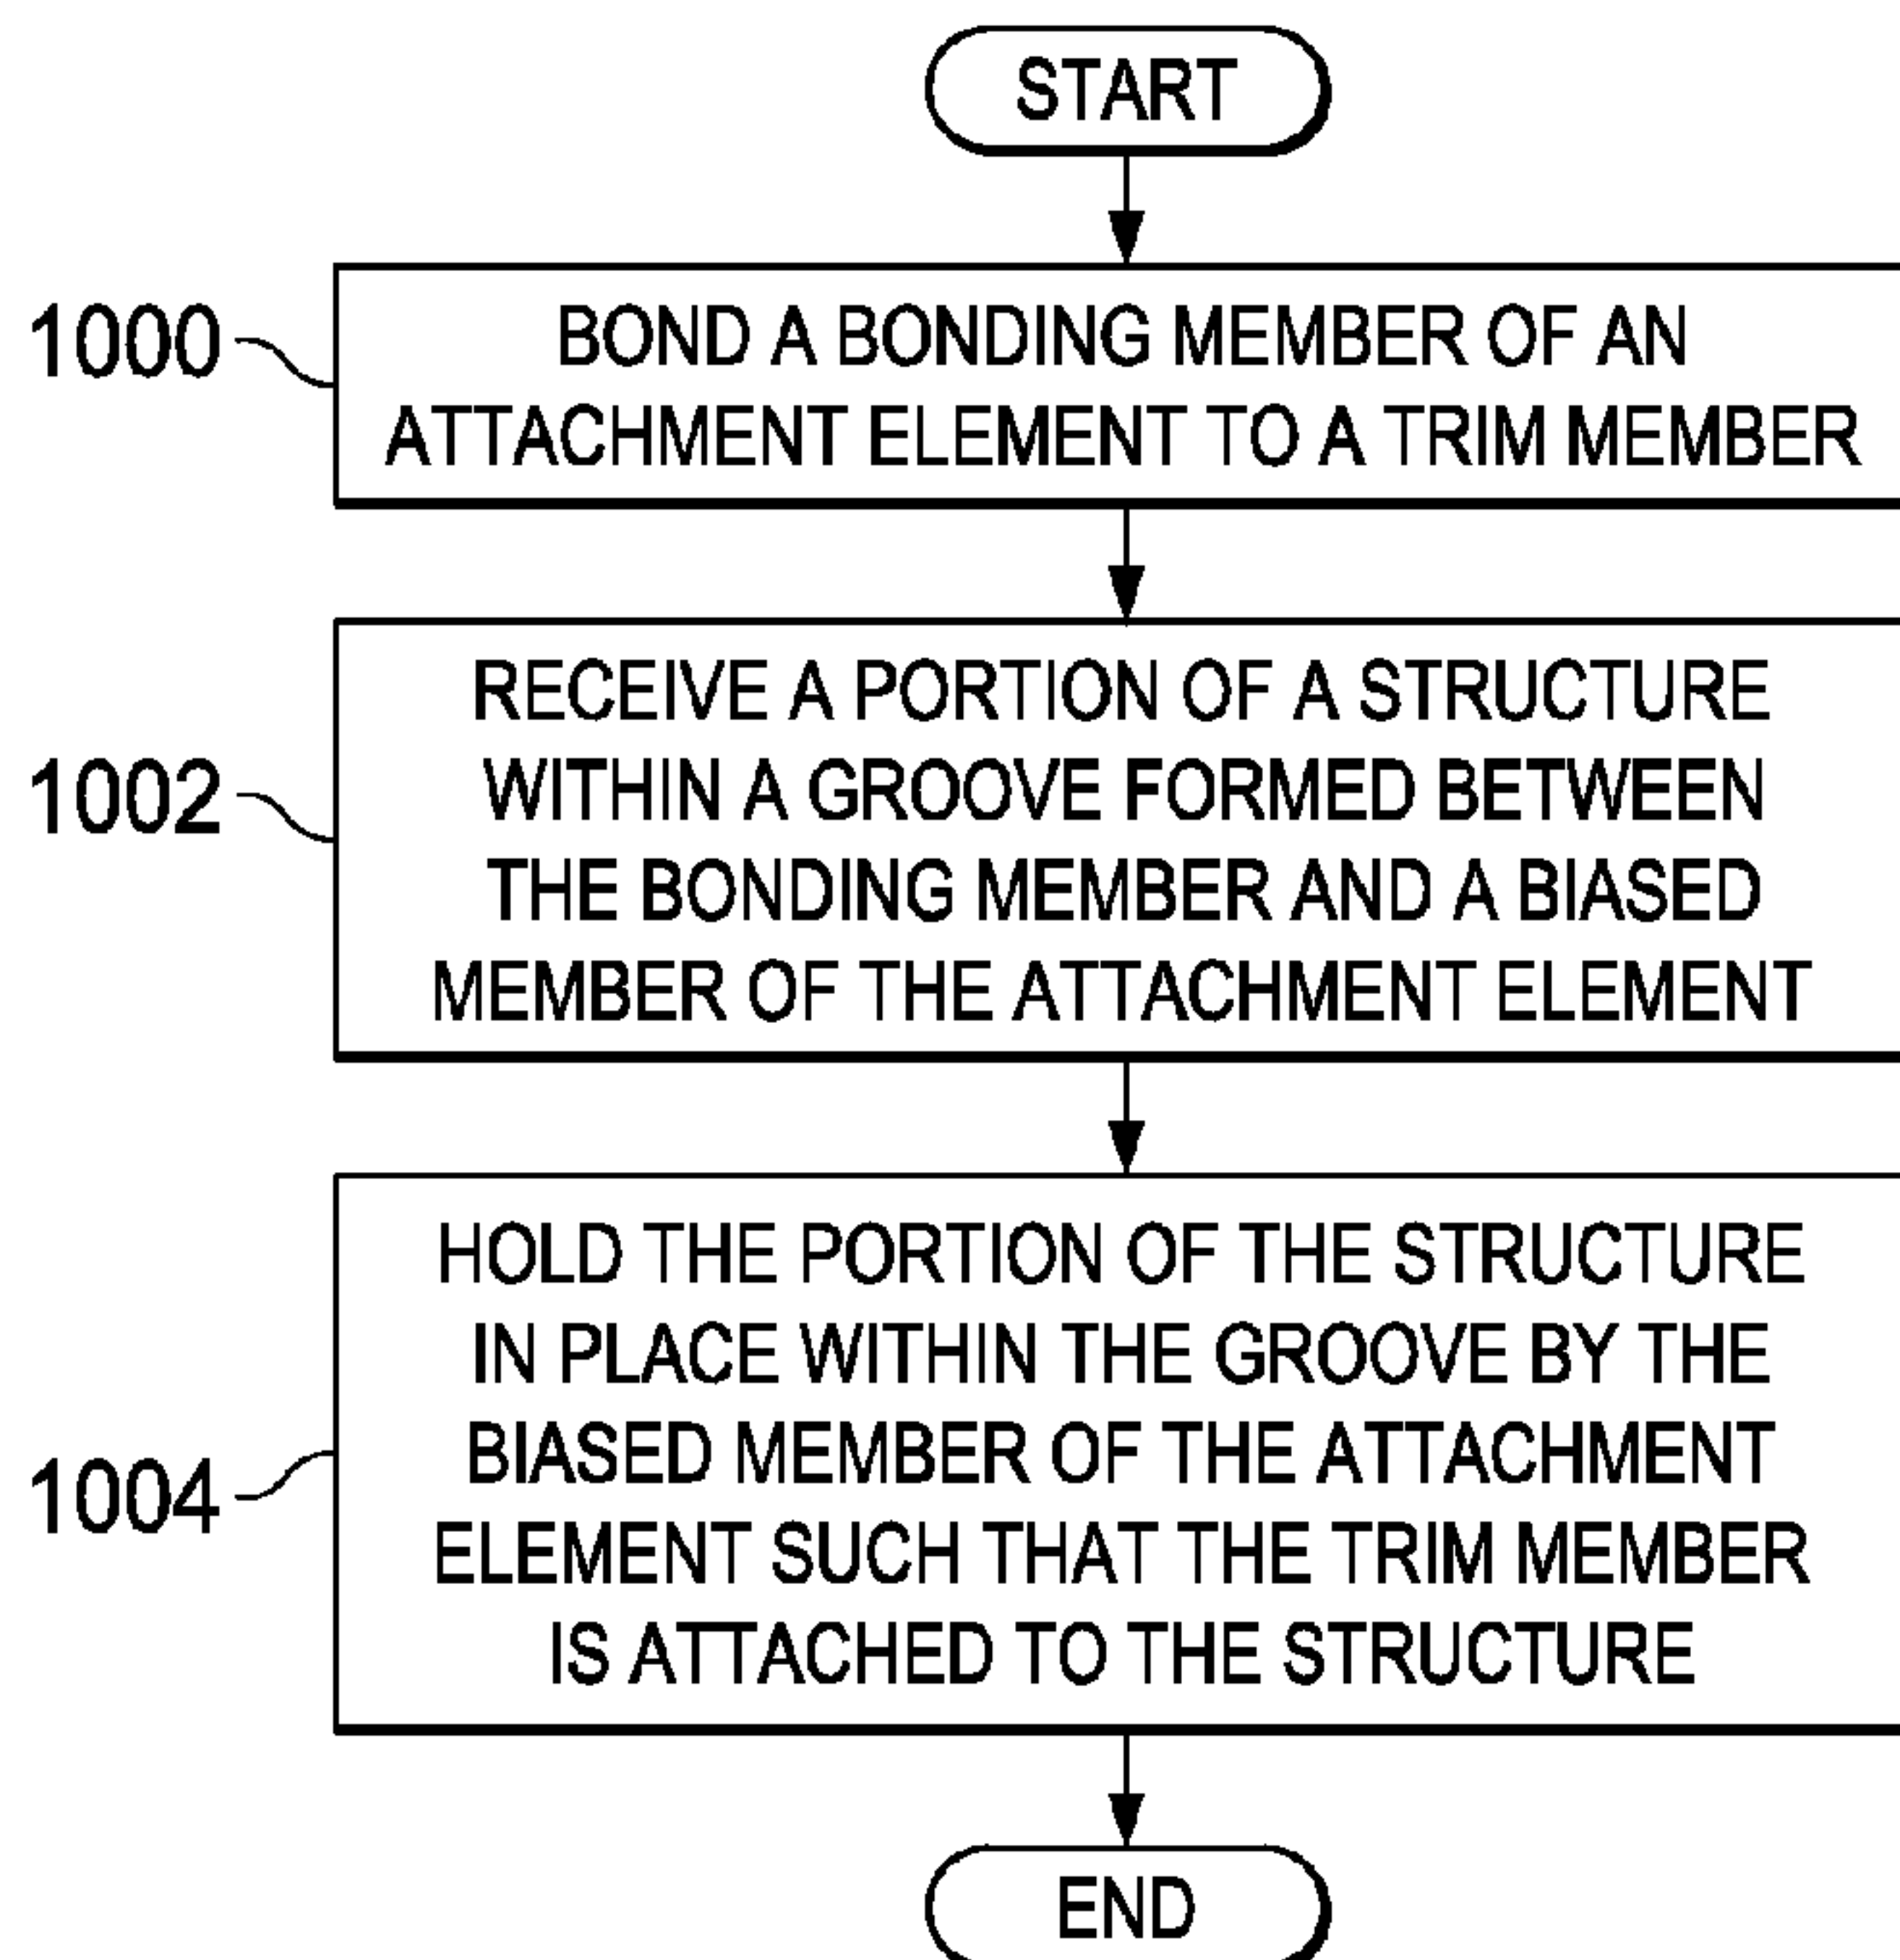 START
1000
BOND A BONDING MEMBER OF AN
ATTACHMENT ELEMENT TO A TRIM MEMBER
1002
RECEIVE A PORTION OF A STRUCTURE
WITHIN A GROOVE FORMED BETWEEN
THE BONDING MEMBER AND A BIASED
MEMBER OF THE ATTACHMENT ELEMENT
1004
HOLD THE PORTION OF THE STRUCTURE
IN PLACE WITHIN THE GROOVE BY THE
BIASED MEMBER OF THE ATTACHMENT
ELEMENT SUCH THAT THE TRIM MEMBER
IS ATTACHED TO THE STRUCTURE
END